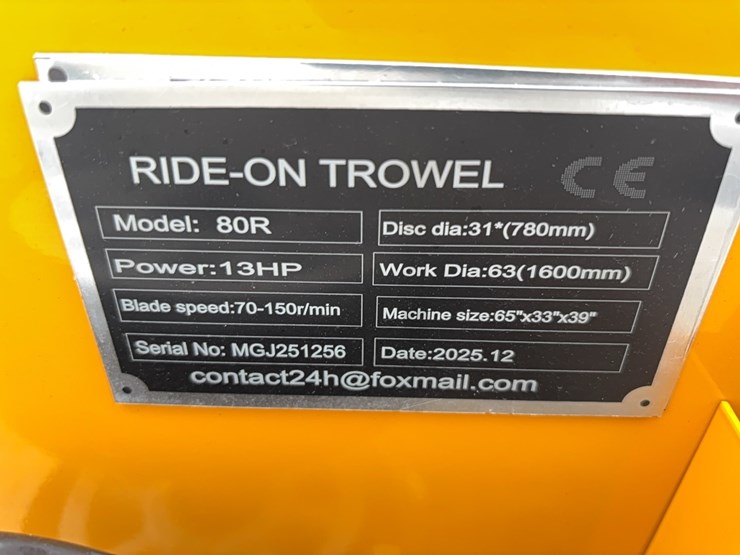 RIDE-ON TROWEL CE
Model: 80R
Disc dia:31*(780mm)
Power:13HP
Work Dia:63(1600mm)
Blade speed:70-150r/min
Machine size:65"x33"x39"
Serial No: MGJ251256
Date:2025.12
contact24h@foxmail.com